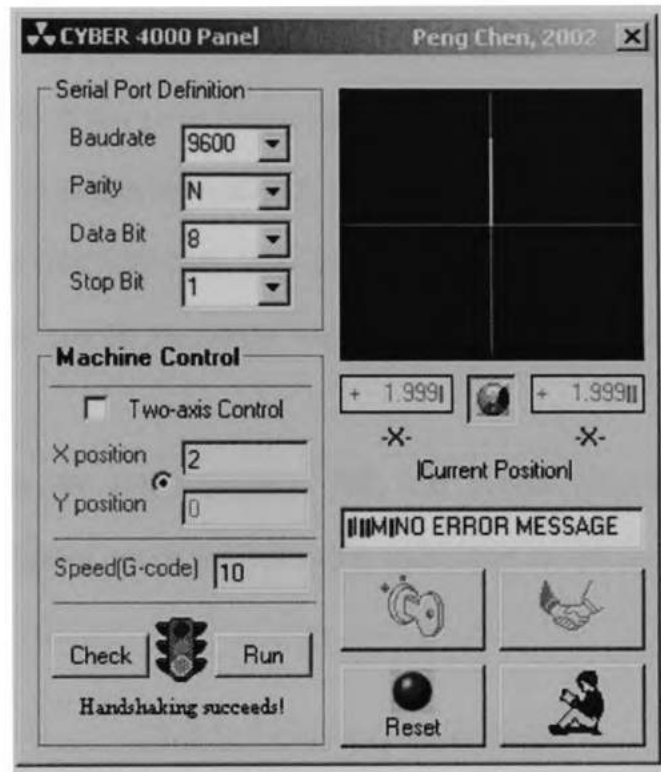 CYBER 4000 Panel Peng Chen, 2002
Serial Port Definition
Baudrate 9600
Parity N
Data Bit 8
Stop Bit 1
Machine Control
Two-axis Control
X position 2
Y position 0
Speed(G-code) 10
Check Run
Handshaking succeeds!
+ 1.999 + 1.999
-X- -X-
|Current Position|
NO ERROR MESSAGE
Reset